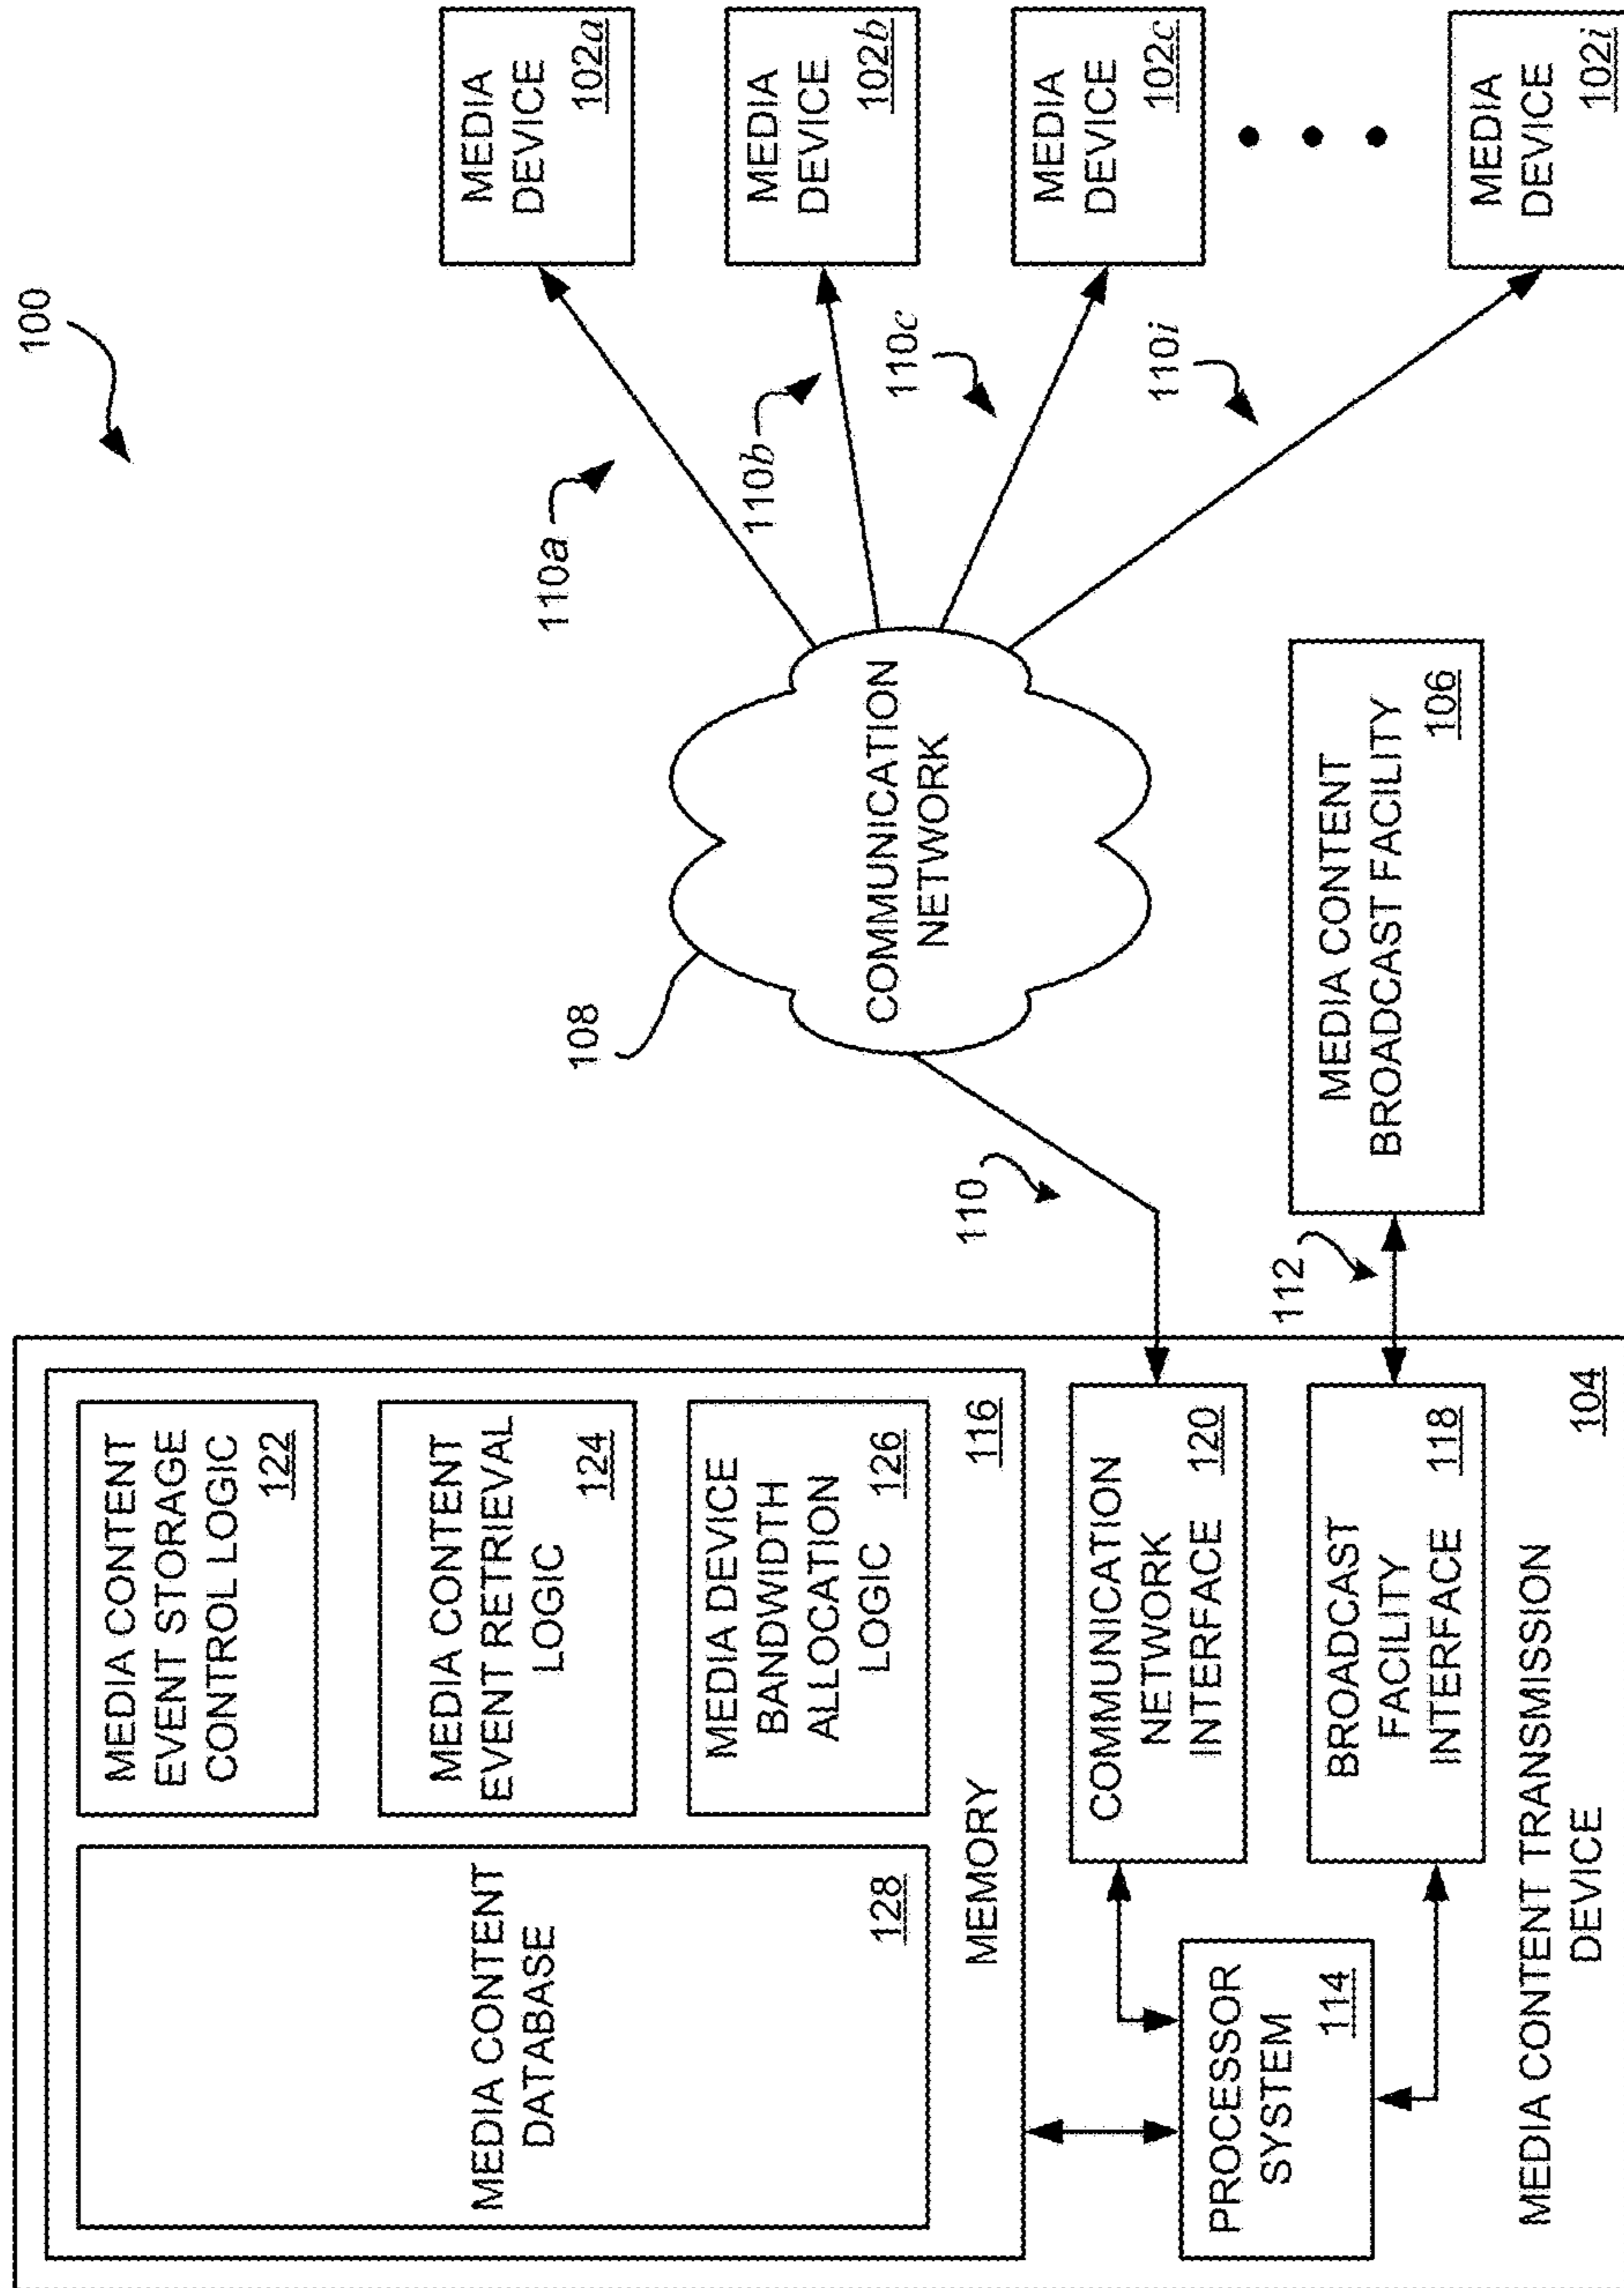 100
MEDIA CONTENT
DATABASE
128
MEDIA CONTENT
EVENT STORAGE
CONTROL LOGIC
122
MEDIA CONTENT
EVENT RETRIEVAL
LOGIC
124
MEDIA DEVICE
BANDWIDTH
ALLOCATION
LOGIC
126
MEMORY
116
PROCESSOR
SYSTEM
114
COMMUNICATION
NETWORK
INTERFACE
120
BROADCAST
FACILITY
INTERFACE
118
MEDIA CONTENT TRANSMISSION
DEVICE
104
110
112
108
COMMUNICATION
NETWORK
MEDIA CONTENT
BROADCAST FACILITY
106
110a
110b
110c
110i
MEDIA
DEVICE
102a
MEDIA
DEVICE
102b
MEDIA
DEVICE
102c
MEDIA
DEVICE
102i